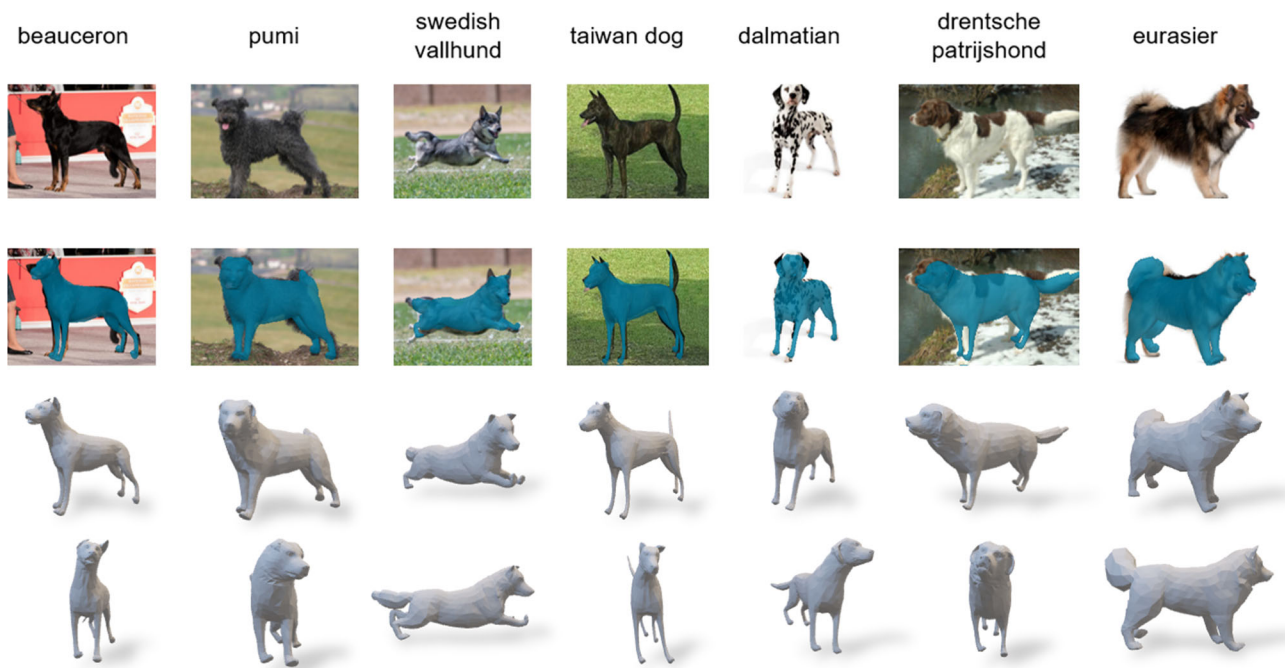 beauceron
pumi
swedish
vallhund
taiwan dog
dalmatian
drentsche
patrijshond
eurasier